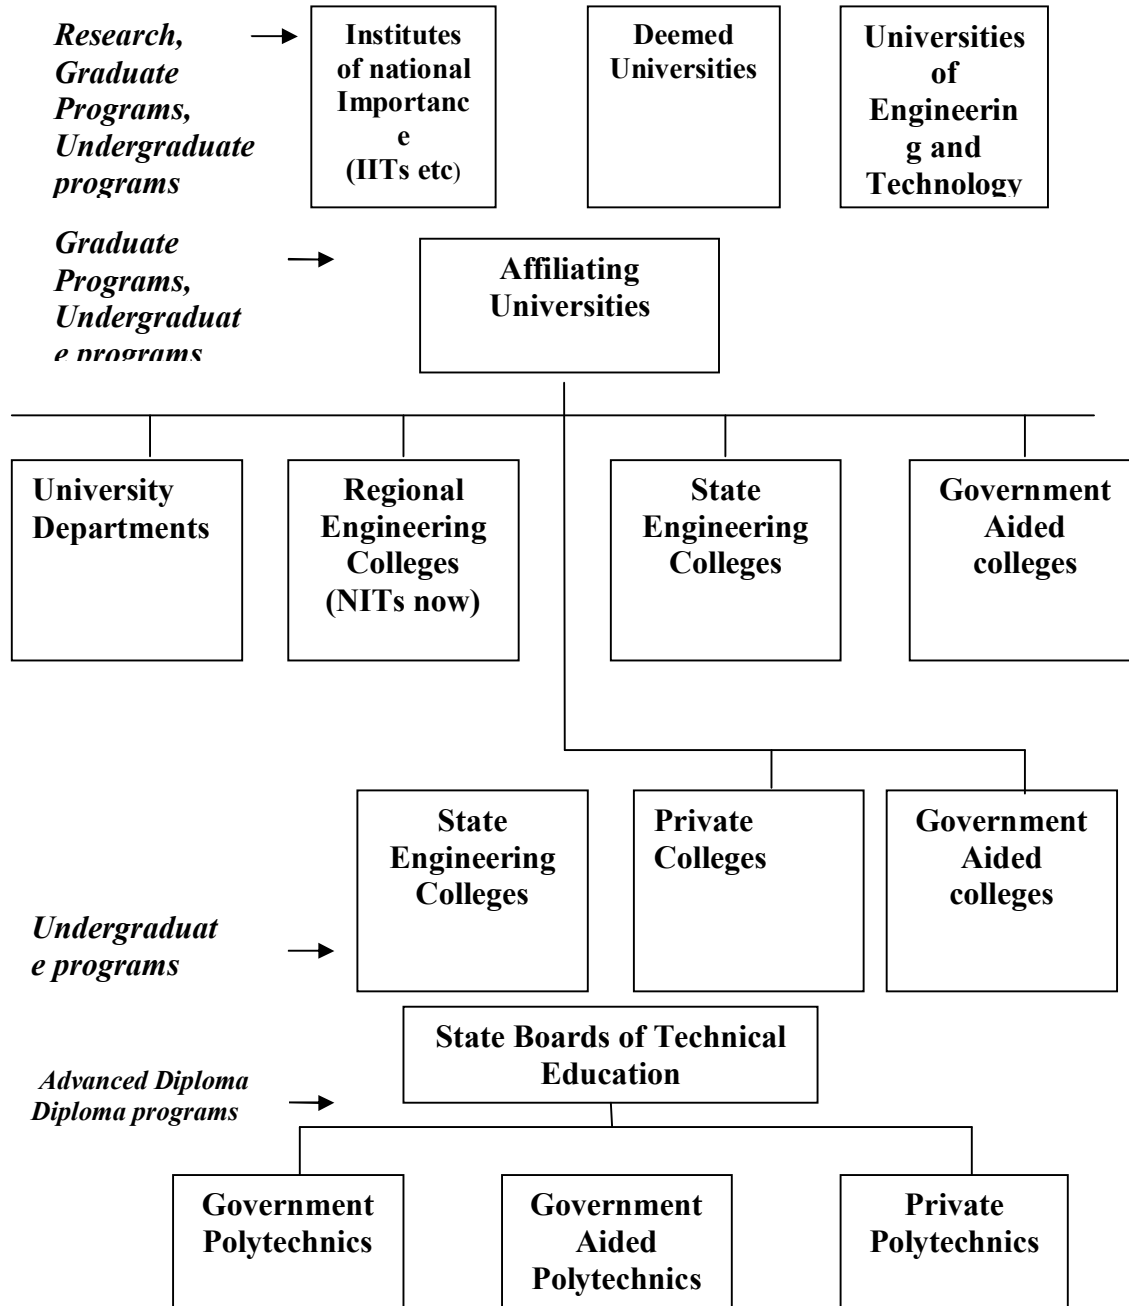 Research,
Graduate
Programs,
Undergraduate
programs
Institutes
of national
Importanc
e
(IITs etc)
Deemed
Universities
Universities
of
Engineerin
g and
Technology
Graduate
Programs,
Undergraduat
e programs
Affiliating
Universities
University
Departments
Regional
Engineering
Colleges
(NITs now)
State
Engineering
Colleges
Government
Aided
colleges
State
Engineering
Colleges
Private
Colleges
Government
Aided
colleges
Undergraduat
e programs
State Boards of Technical
Education
Advanced Diploma
Diploma programs
Government
Polytechnics
Government
Aided
Polytechnics
Private
Polytechnics